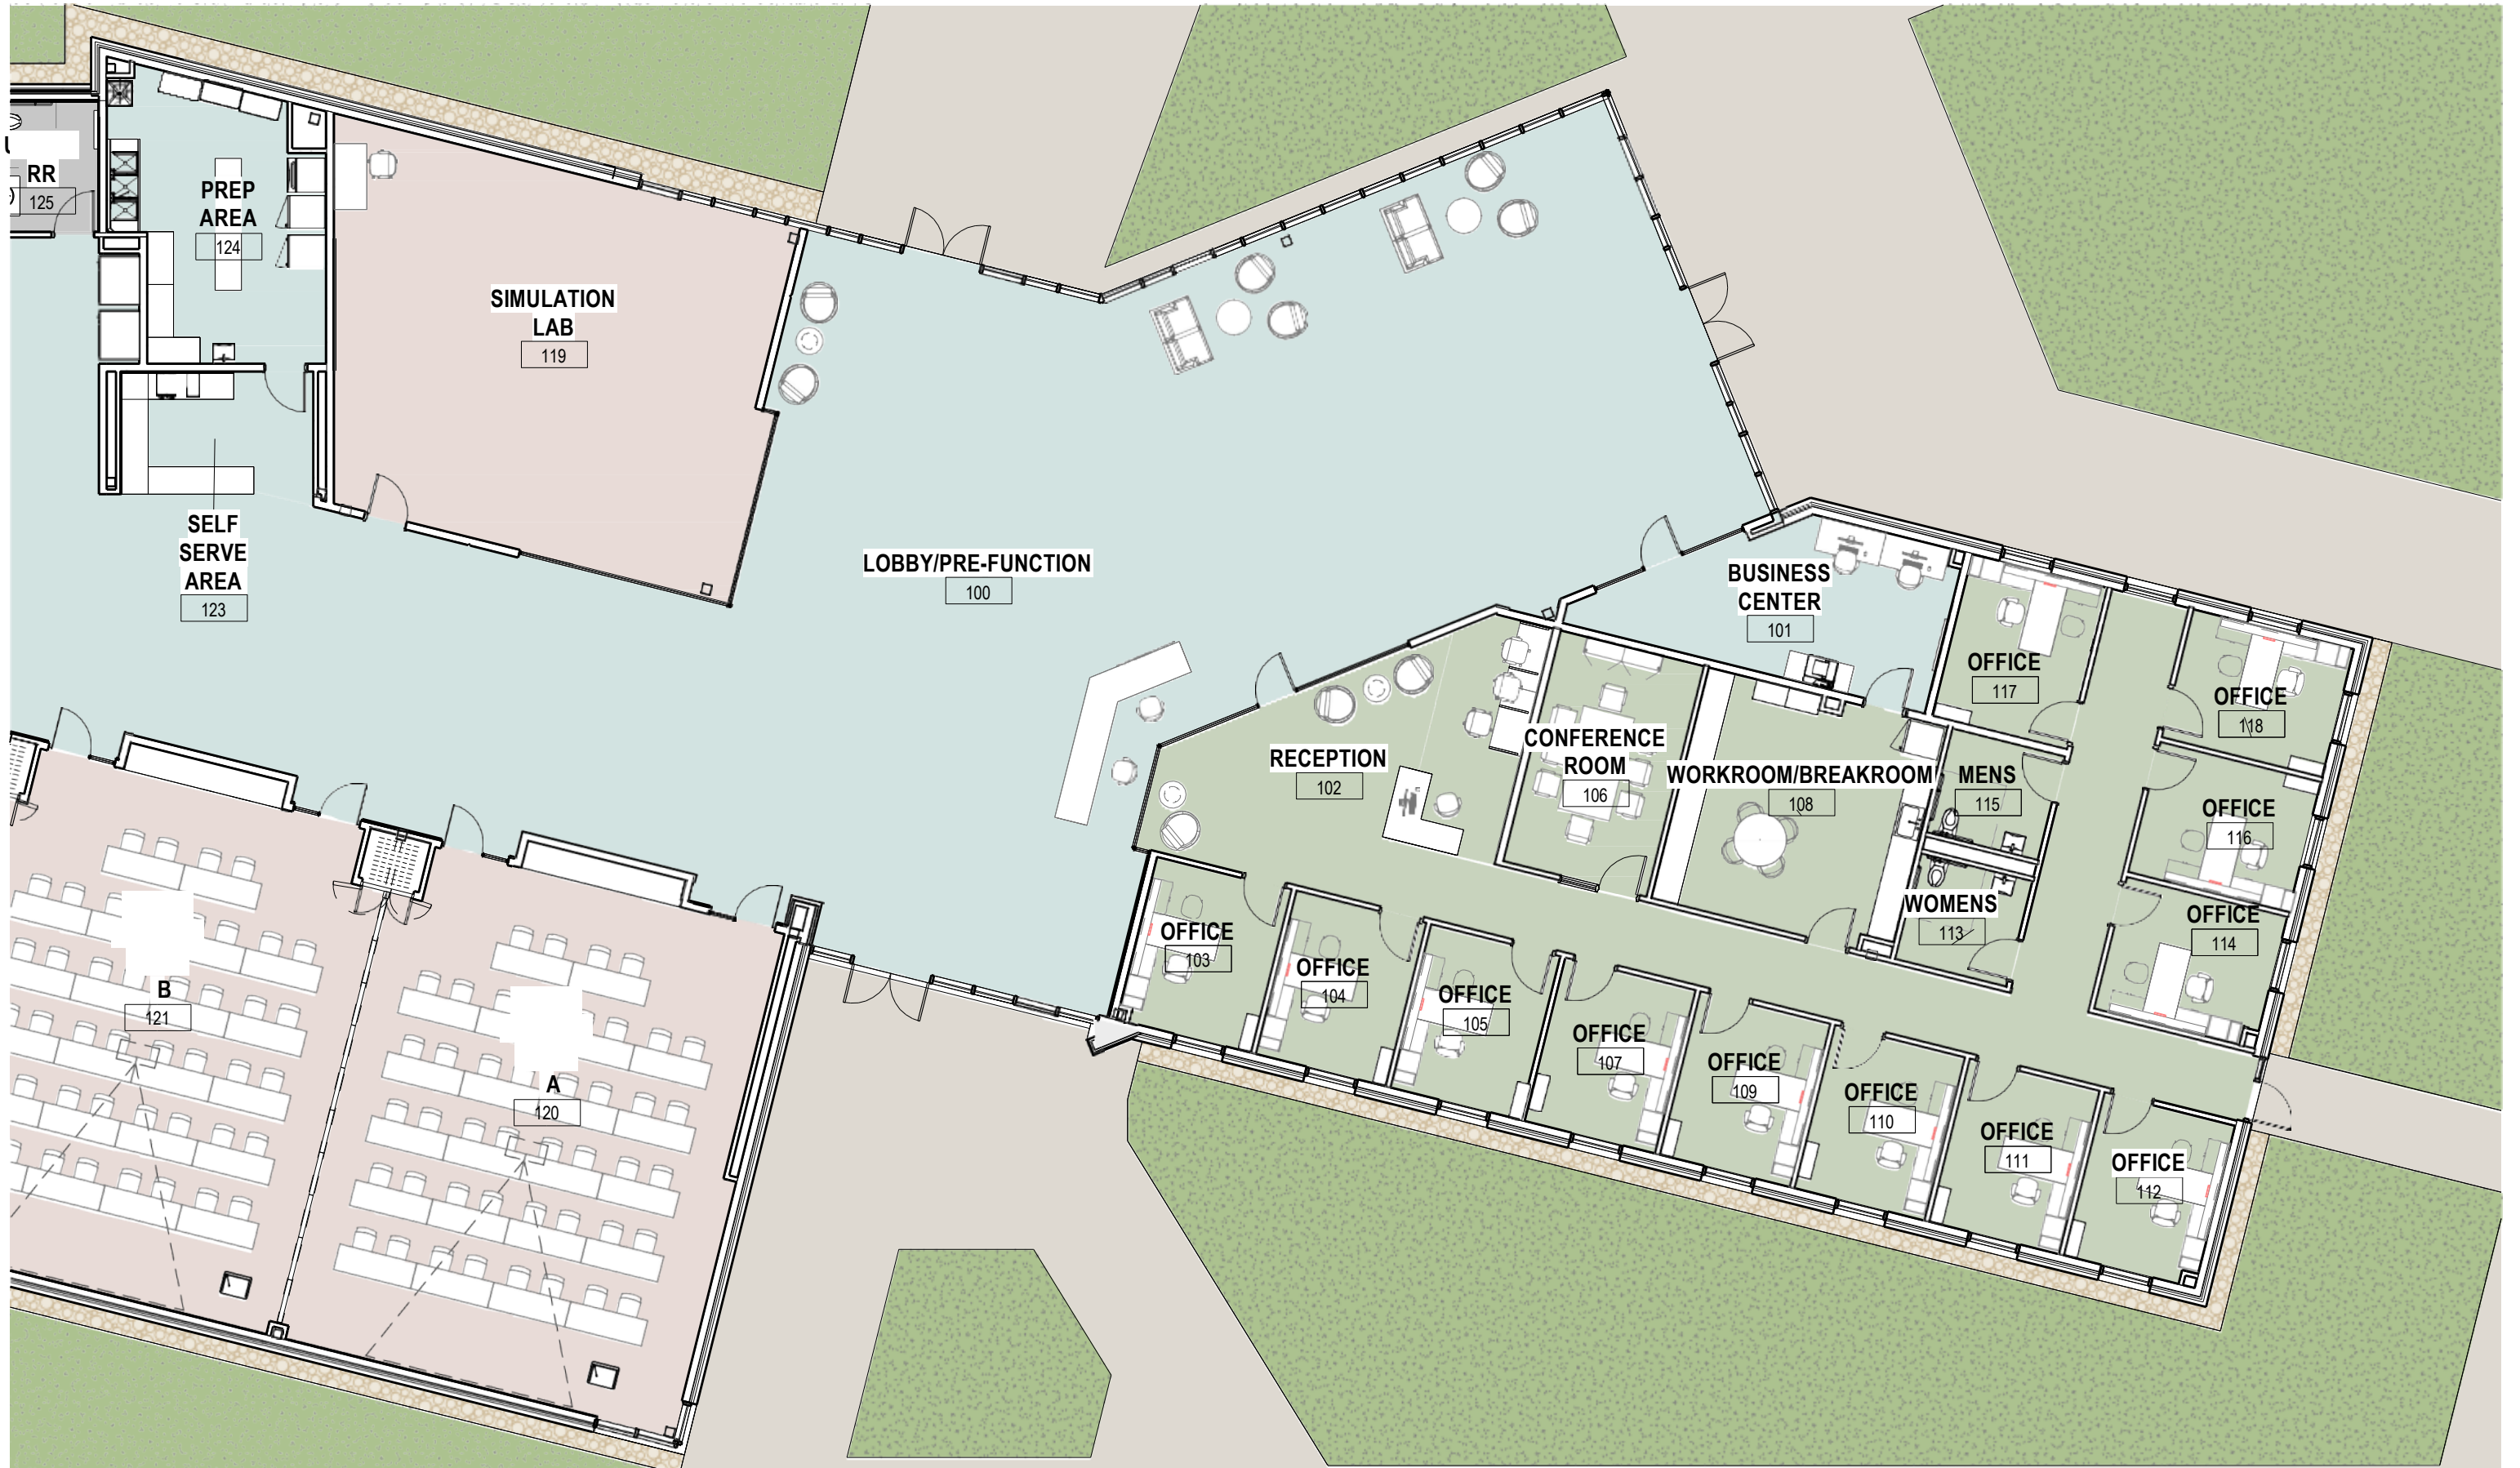 RR
125
PREP
AREA
124
SIMULATION
LAB
119
SELF
SERVE
AREA
123
LOBBY/PRE-FUNCTION
100
BUSINESS
CENTER
101
OFFICE
117
OFFICE
118
RECEPTION
102
CONFERENCE
ROOM
106
WORKROOM/BREAKROOM
108
MENS
115
OFFICE
116
WOMENS
113
OFFICE
114
OFFICE
103
OFFICE
104
OFFICE
105
OFFICE
107
OFFICE
109
OFFICE
110
OFFICE
111
OFFICE
112
B
121
A
120